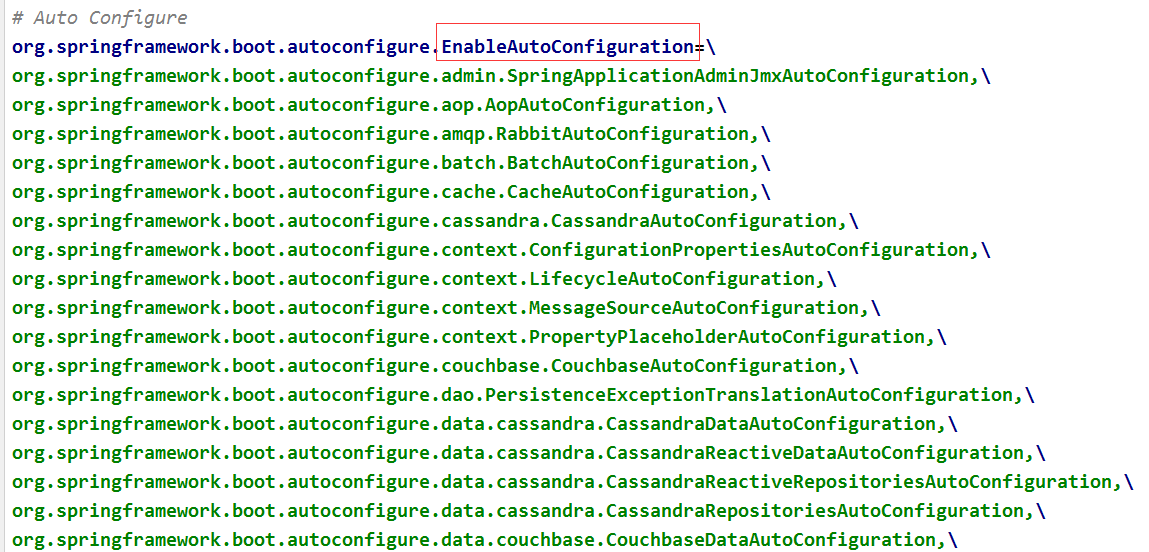 # Auto Configure
org.springframework.boot.autoconfigure.EnableAutoConfiguration=\
org.springframework.boot.autoconfigure.admin.SpringApplicationAdminJmxAutoConfiguration,\
org.springframework.boot.autoconfigure.aop.AopAutoConfiguration,\
org.springframework.boot.autoconfigure.amqp.RabbitAutoConfiguration,\
org.springframework.boot.autoconfigure.batch.BatchAutoConfiguration,\
org.springframework.boot.autoconfigure.cache.CacheAutoConfiguration,\
org.springframework.boot.autoconfigure.cassandra.CassandraAutoConfiguration,\
org.springframework.boot.autoconfigure.context.ConfigurationPropertiesAutoConfiguration,\
org.springframework.boot.autoconfigure.context.LifecycleAutoConfiguration,\
org.springframework.boot.autoconfigure.context.MessageSourceAutoConfiguration,\
org.springframework.boot.autoconfigure.context.PropertyPlaceholderAutoConfiguration,\
org.springframework.boot.autoconfigure.couchbase.CouchbaseAutoConfiguration,\
org.springframework.boot.autoconfigure.dao.PersistenceExceptionTranslationAutoConfiguration,\
org.springframework.boot.autoconfigure.data.cassandra.CassandraDataAutoConfiguration,\
org.springframework.boot.autoconfigure.data.cassandra.CassandraReactiveDataAutoConfiguration,\
org.springframework.boot.autoconfigure.data.cassandra.CassandraReactiveRepositoriesAutoConfiguration,\
org.springframework.boot.autoconfigure.data.cassandra.CassandraRepositoriesAutoConfiguration,\
org.springframework.boot.autoconfigure.data.couchbase.CouchbaseDataAutoConfiguration,\